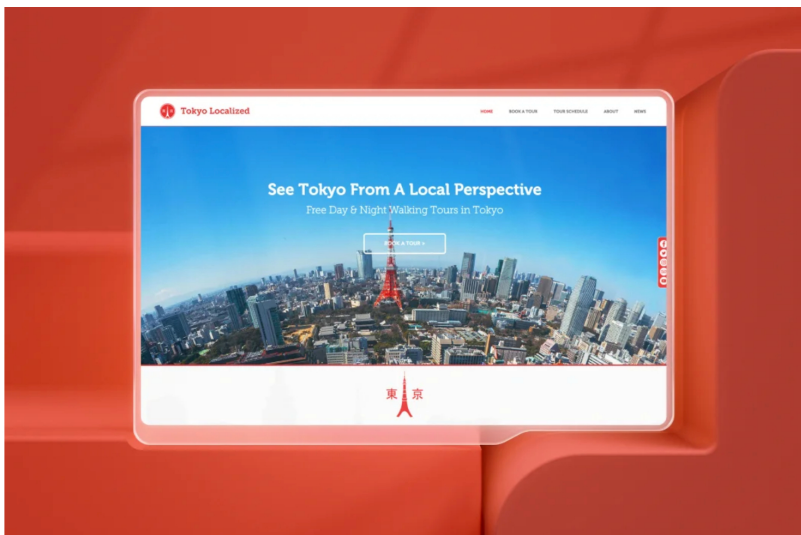 Tokyo Localized
HOME BOOK A TOUR TOUR SCHEDULE ABOUT NEWS
See Tokyo From A Local Perspective
Free Day & Night Walking Tours in Tokyo
BOOK A TOUR >
東 京